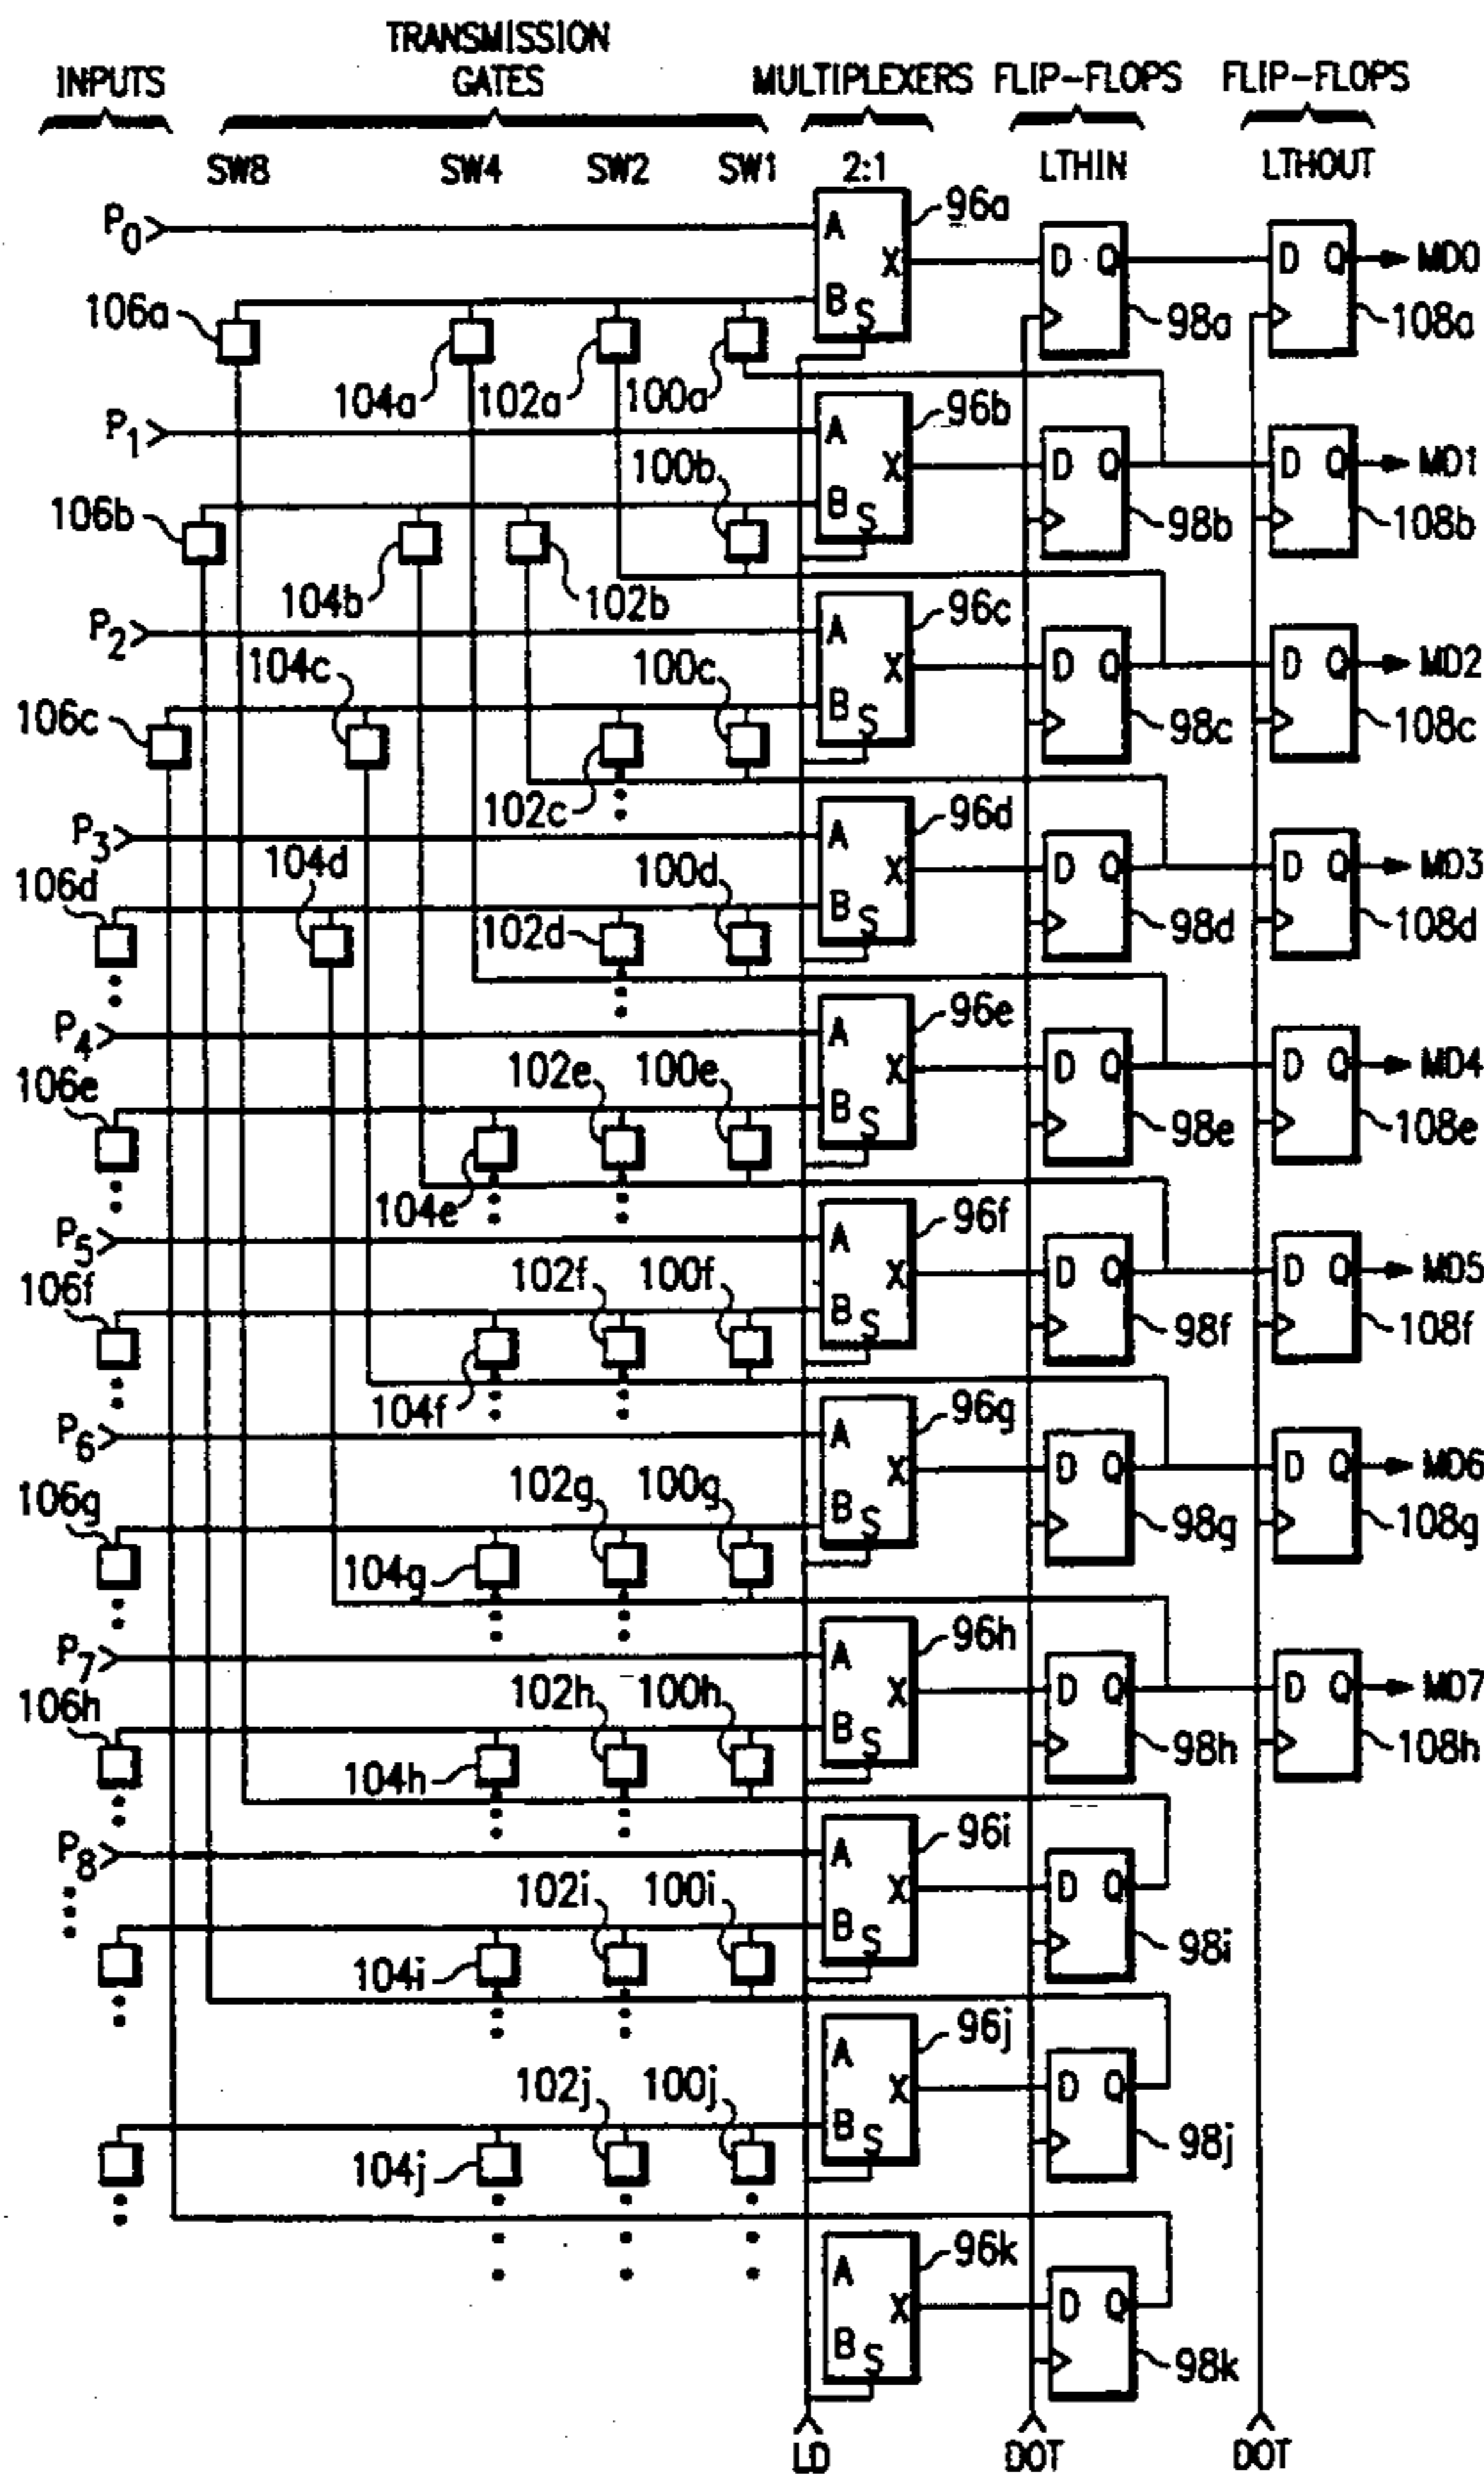 TRANSMISSION
INPUTS GATES MULTIPLEXERS FLIP-FLOPS FLIP-FLOPS
SW8 SW4 SW2 SW1 2:1 LTHIN LTHOUT
P0 A X B S 96a D Q 98a D Q MD0 108a
106a 104a 102a 100a
P1 A X B S 96b D Q 98b D Q MD1 108b
106b 104b 102b 100b
P2 A X B S 96c D Q 98c D Q MD2 108c
106c 104c 102c 100c
P3 A X B S 96d D Q 98d D Q MD3 108d
106d 104d 102d 100d
P4 A X B S 96e D Q 98e D Q MD4 108e
106e 104e 102e 100e
P5 A X B S 96f D Q 98f D Q MD5 108f
106f 104f 102f 100f
P6 A X B S 96g D Q 98g D Q MD6 108g
106g 104g 102g 100g
P7 A X B S 96h D Q 98h D Q MD7 108h
106h 104h 102h 100h
P8 A X B S 96i D Q 98i
104i 102i 100i
A X B S 96j D Q 98j
104j 102j 100j
A X B S 96k D Q 98k
LD DOT DOT